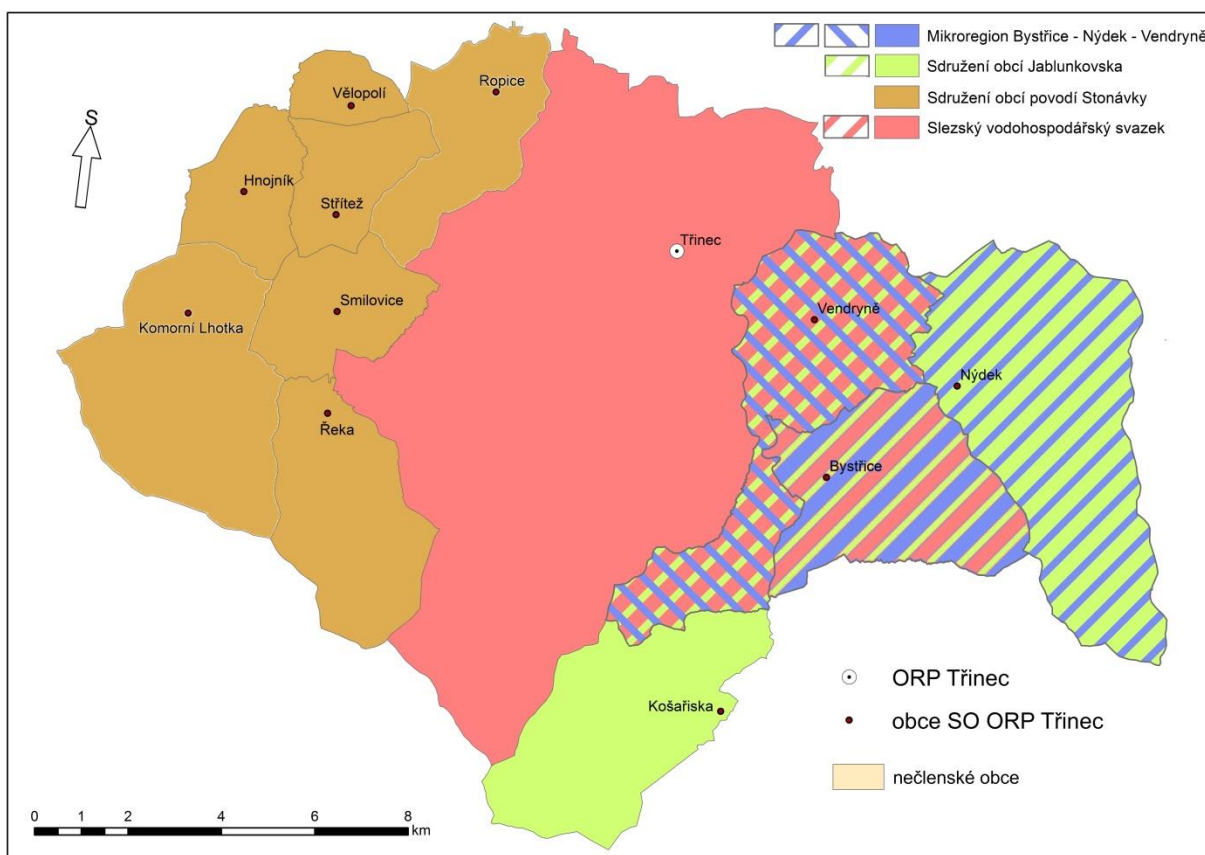 Mikroregion Bystřice - Nýdek - Vendryně
Sdružení obcí Jablunkovska
Sdružení obcí povodí Stonávky
Slezský vodohospodářský svazek
S
Ropice
Vělopolí
Hnojník
Střítež
Třinec
Smilovice
Komorní Lhotka
Vendryně
Nýdek
Řeka
Bystřice
Košařiska
ORP Třinec
obce SO ORP Třinec
nečlenské obce
0 1 2 4 6 8
km